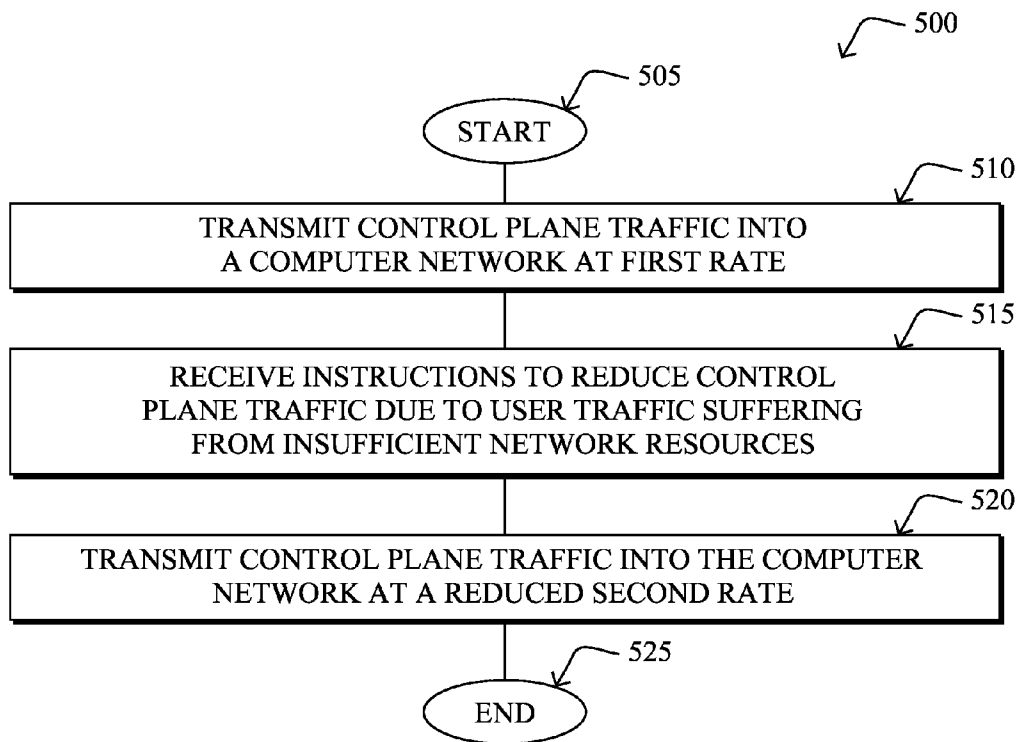 500
505
START
510
TRANSMIT CONTROL PLANE TRAFFIC INTO
A COMPUTER NETWORK AT FIRST RATE
515
RECEIVE INSTRUCTIONS TO REDUCE CONTROL
PLANE TRAFFIC DUE TO USER TRAFFIC SUFFERING
FROM INSUFFICIENT NETWORK RESOURCES
520
TRANSMIT CONTROL PLANE TRAFFIC INTO THE COMPUTER
NETWORK AT A REDUCED SECOND RATE
525
END